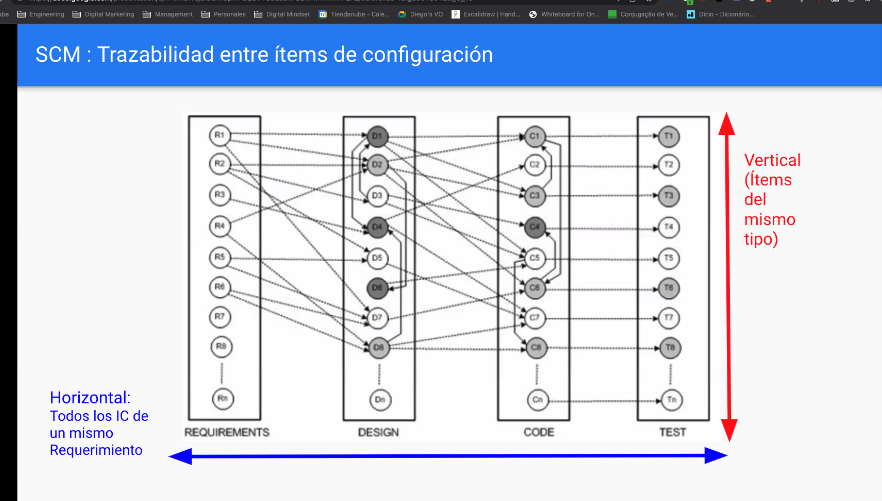 Engineering Digital Marketing Management Personales Digital Mindset Tiendanube - Cale... Diego's VD Excalidraw | Hand... Whiteboard for On... Conjugação de Ve... Dicio - Dicionário...
SCM : Trazabilidad entre ítems de configuración
R1 D1 C1 T1
R2 D2 C2 T2
R3 D3 C3 T3
R4 D4 C4 T4
R5 D5 C5 T5
R6 D6 C6 T6
R7 D7 C7 T7
R8 D8 C8 T8
Rn Dn Cn Tn
REQUIREMENTS DESIGN CODE TEST
Vertical
(Ítems
del
mismo
tipo)
Horizontal:
Todos los IC de
un mismo
Requerimiento